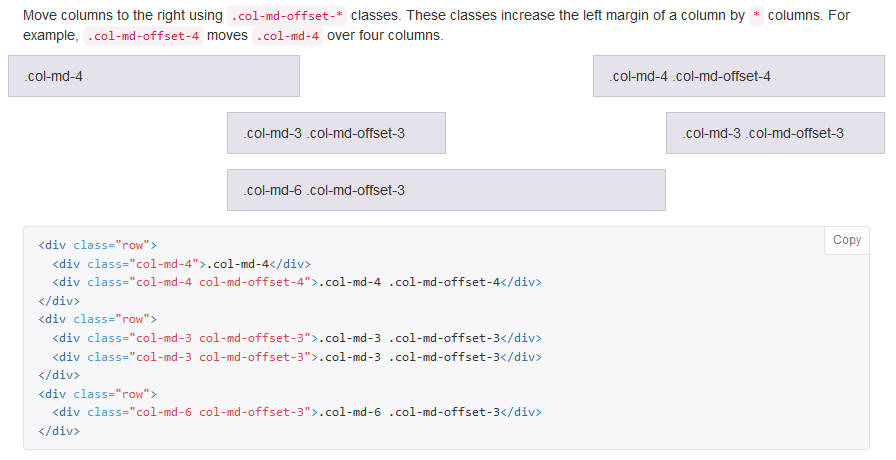 Move columns to the right using .col-md-offset-* classes. These classes increase the left margin of a column by * columns. For
example, .col-md-offset-4 moves .col-md-4 over four columns.
.col-md-4 .col-md-4 .col-md-offset-4
.col-md-3 .col-md-offset-3 .col-md-3 .col-md-offset-3
.col-md-6 .col-md-offset-3
Copy
<div class="row">
  <div class="col-md-4">.col-md-4</div>
  <div class="col-md-4 col-md-offset-4">.col-md-4 .col-md-offset-4</div>
</div>
<div class="row">
  <div class="col-md-3 col-md-offset-3">.col-md-3 .col-md-offset-3</div>
  <div class="col-md-3 col-md-offset-3">.col-md-3 .col-md-offset-3</div>
</div>
<div class="row">
  <div class="col-md-6 col-md-offset-3">.col-md-6 .col-md-offset-3</div>
</div>